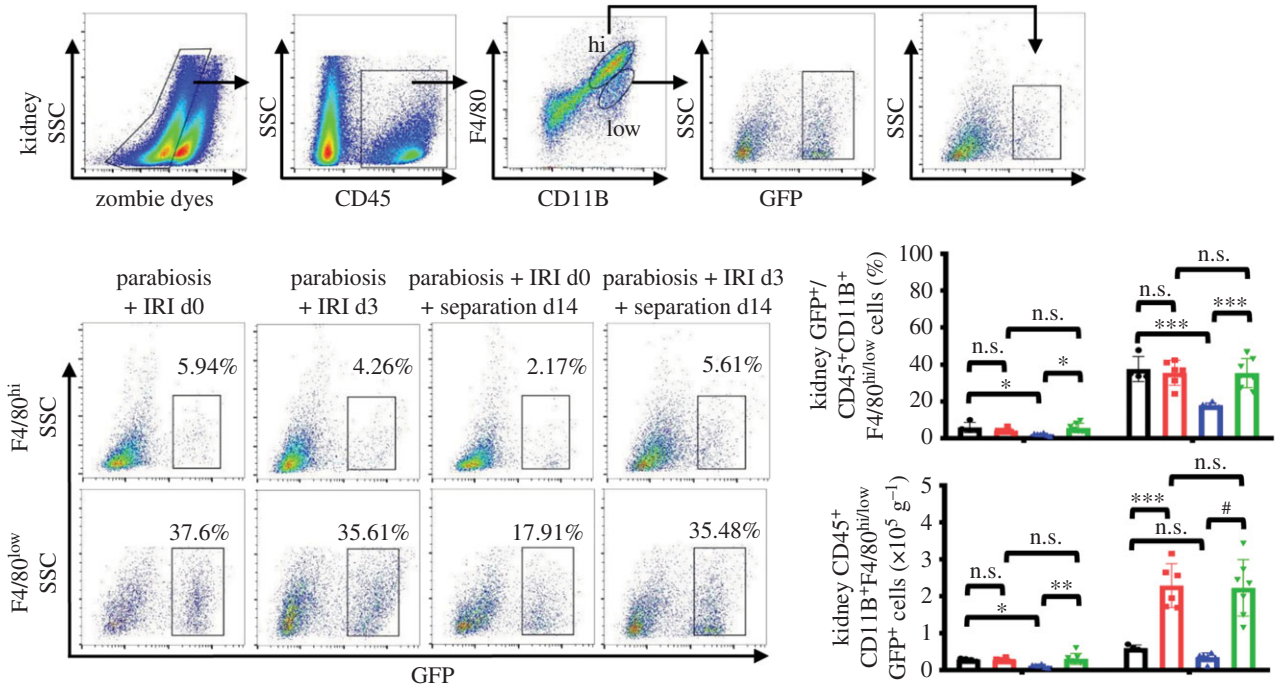 kidney
SSC
zombie dyes
SSC
CD45
F4/80
hi
low
CD11B
SSC
GFP
SSC
parabiosis
+ IRI d0
parabiosis
+ IRI d3
parabiosis + IRI d0
+ separation d14
parabiosis + IRI d3
+ separation d14
F4/80hi
SSC
5.94%
4.26%
2.17%
5.61%
F4/80low
SSC
37.6%
35.61%
17.91%
35.48%
GFP
kidney GFP+/
CD45+CD11B+
F4/80hi/low cells (%)
100
80
60
40
20
0
n.s.
n.s.
*
*
n.s.
n.s.
***
***
kidney CD45+
CD11B+F4/80hi/low
GFP+ cells (×10⁵ g⁻¹)
5
4
3
2
1
0
n.s.
n.s.
**
*
n.s.
***
#
n.s.